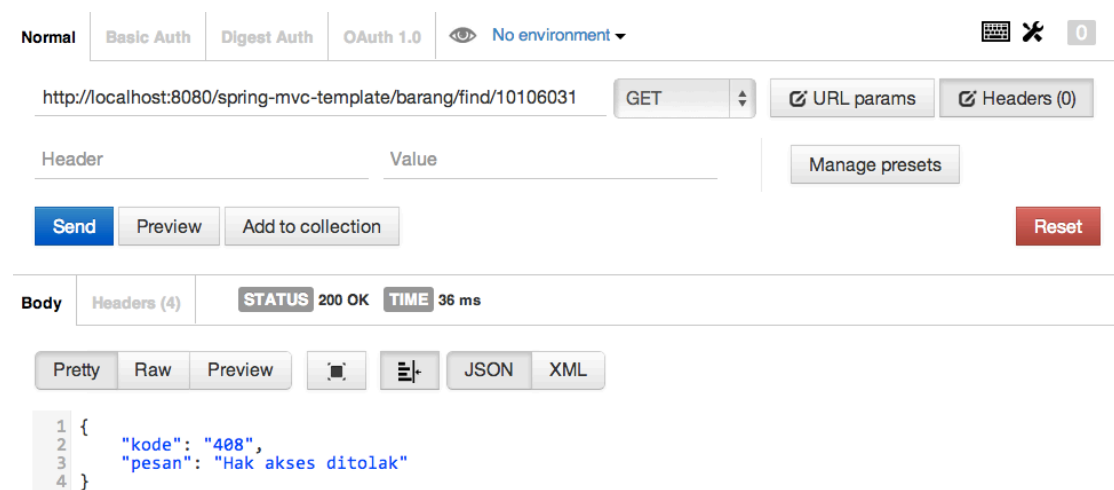 Normal Basic Auth Digest Auth OAuth 1.0 No environment 0
http://localhost:8080/spring-mvc-template/barang/find/10106031 GET URL params Headers (0)
Header Value Manage presets
Send Preview Add to collection Reset
Body Headers (4) STATUS 200 OK TIME 36 ms
Pretty Raw Preview JSON XML
1 {
2 "kode": "408",
3 "pesan": "Hak akses ditolak"
4 }